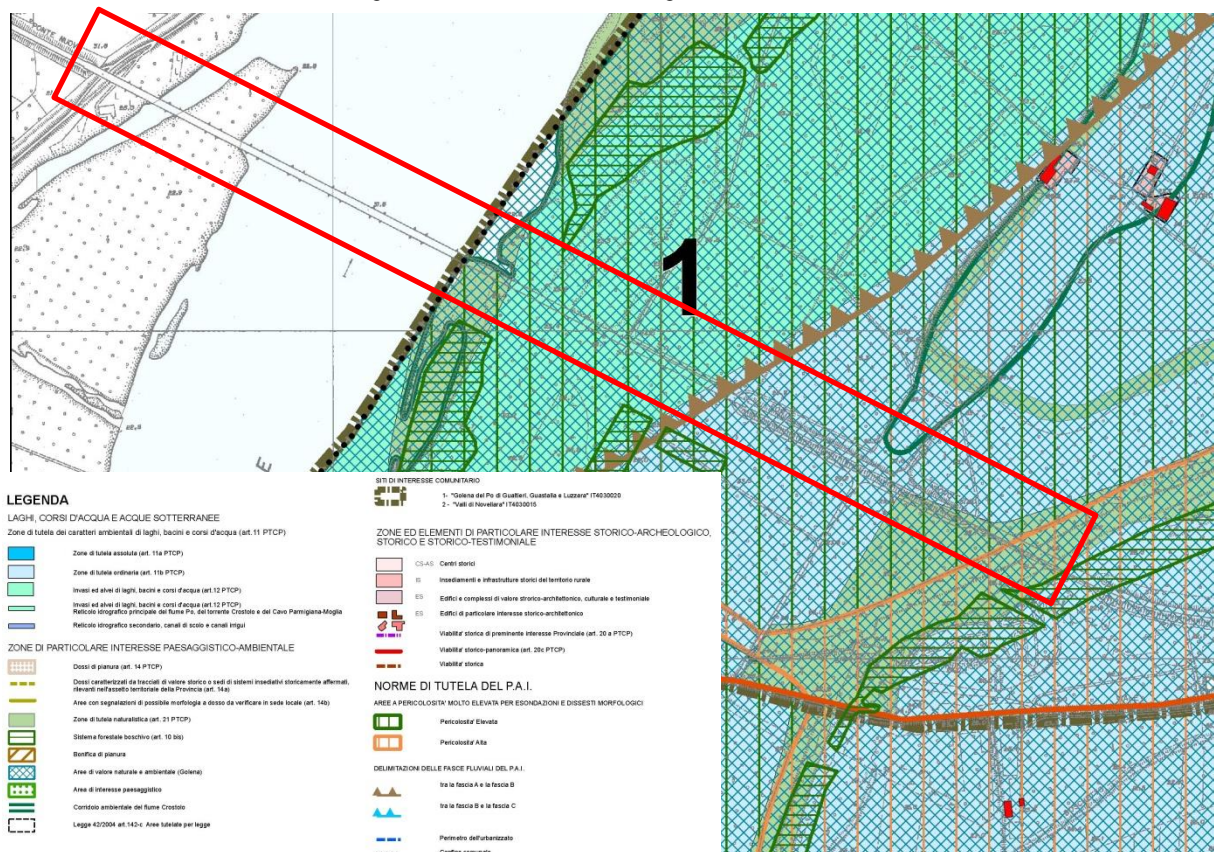 PONTE NUOVO
1
E
LEGENDA
LAGHI, CORSI D'ACQUA E ACQUE SOTTERRANEE
Zone di tutela dei caratteri ambientali di laghi, bacini e corsi d'acqua (art.11 PTCP)
Zone di tutela assoluta (art. 11a PTCP)
Zone di tutela ordinaria (art. 11b PTCP)
Invasi ed alvei di laghi, bacini e corsi d'acqua (art.12 PTCP)
Invasi ed alvei di laghi, bacini e corsi d'acqua (art.12 PTCP)
Reticolo idrografico principale del fiume Po, del torrente Crostolo e del Cavo Parmigiana-Moglia
Reticolo idrografico secondario, canali di scolo e canali irrigui
ZONE DI PARTICOLARE INTERESSE PAESAGGISTICO-AMBIENTALE
Dossi di pianura (art. 14 PTCP)
Dossi caratterizzati da tracciati di valore storico o sedi di sistemi insediativi storicamente affermati,
rilevanti nell'assetto territoriale della Provincia (art. 14a)
Aree con segnalazioni di possibile morfologia a dosso da verificare in sede locale (art. 14b)
Zone di tutela naturalistica (art. 21 PTCP)
Sistema forestale boschivo (art. 10 bis)
Bonifica di pianura
Aree di valore naturale e ambientale (Golena)
Area di interesse paesaggistico
Corridoio ambientale del fiume Crostolo
Legge 42/2004 art.142-c Aree tutelate per legge
SITI DI INTERESSE COMUNITARIO
1- "Golena del Po di Gualtieri, Guastalla e Luzzara" IT4030020
2 - "Valli di Novellara" IT4030015
ZONE ED ELEMENTI DI PARTICOLARE INTERESSE STORICO-ARCHEOLOGICO,
STORICO E STORICO-TESTIMONIALE
CS-AS Centri storici
IS Insediamenti e infrastrutture storici del territorio rurale
ES Edifici e complessi di valore strorico-architettonico, culturale e testimoniale
ES Edifici di particolare interesse storico-architettonico
Viabilita' storica di preminente interesse Provinciale (art. 20 a PTCP)
Viabilita' storico-panoramica (art. 20c PTCP)
Viabilita' storica
NORME DI TUTELA DEL P.A.I.
AREE A PERICOLOSITA' MOLTO ELEVATA PER ESONDAZIONI E DISSESTI MORFOLOGICI
Pericolosita' Elevata
Pericolosita' Alta
DELIMITAZIONI DELLE FASCE FLUVIALI DEL P.A.I.
tra la fascia A e la fascia B
tra la fascia B e la fascia C
Perimetro dell'urbanizzato
Confine comunale